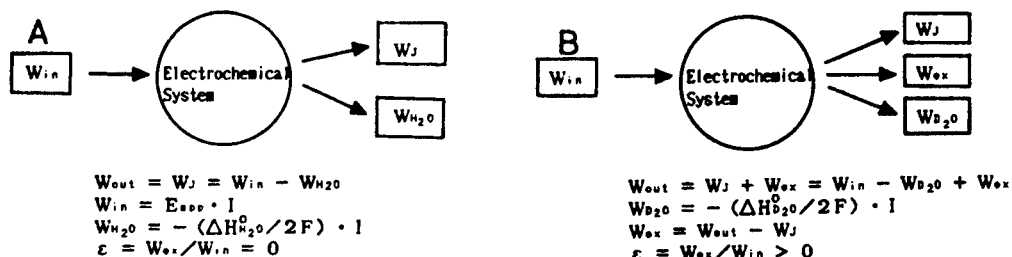 A
Win
Electrochemical
System
WJ
WH2O
Wout = WJ = Win − WH2O
Win = Eapp · I
WH2O = − (ΔH°H2O/2F) · I
ε = Wex/Win = 0
B
Win
Electrochemical
System
WJ
Wex
WD2O
Wout = WJ + Wex = Win − WD2O + Wex
WD2O = − (ΔH°D2O/2F) · I
Wex = Wout − WJ
ε = Wex/Win > 0